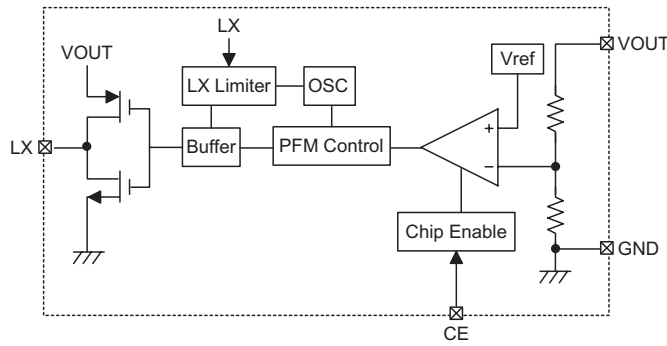 LX
VOUT
VOUT
Vref
LX Limiter
OSC
+
LX
Buffer
PFM Control
−
Chip Enable
GND
CE